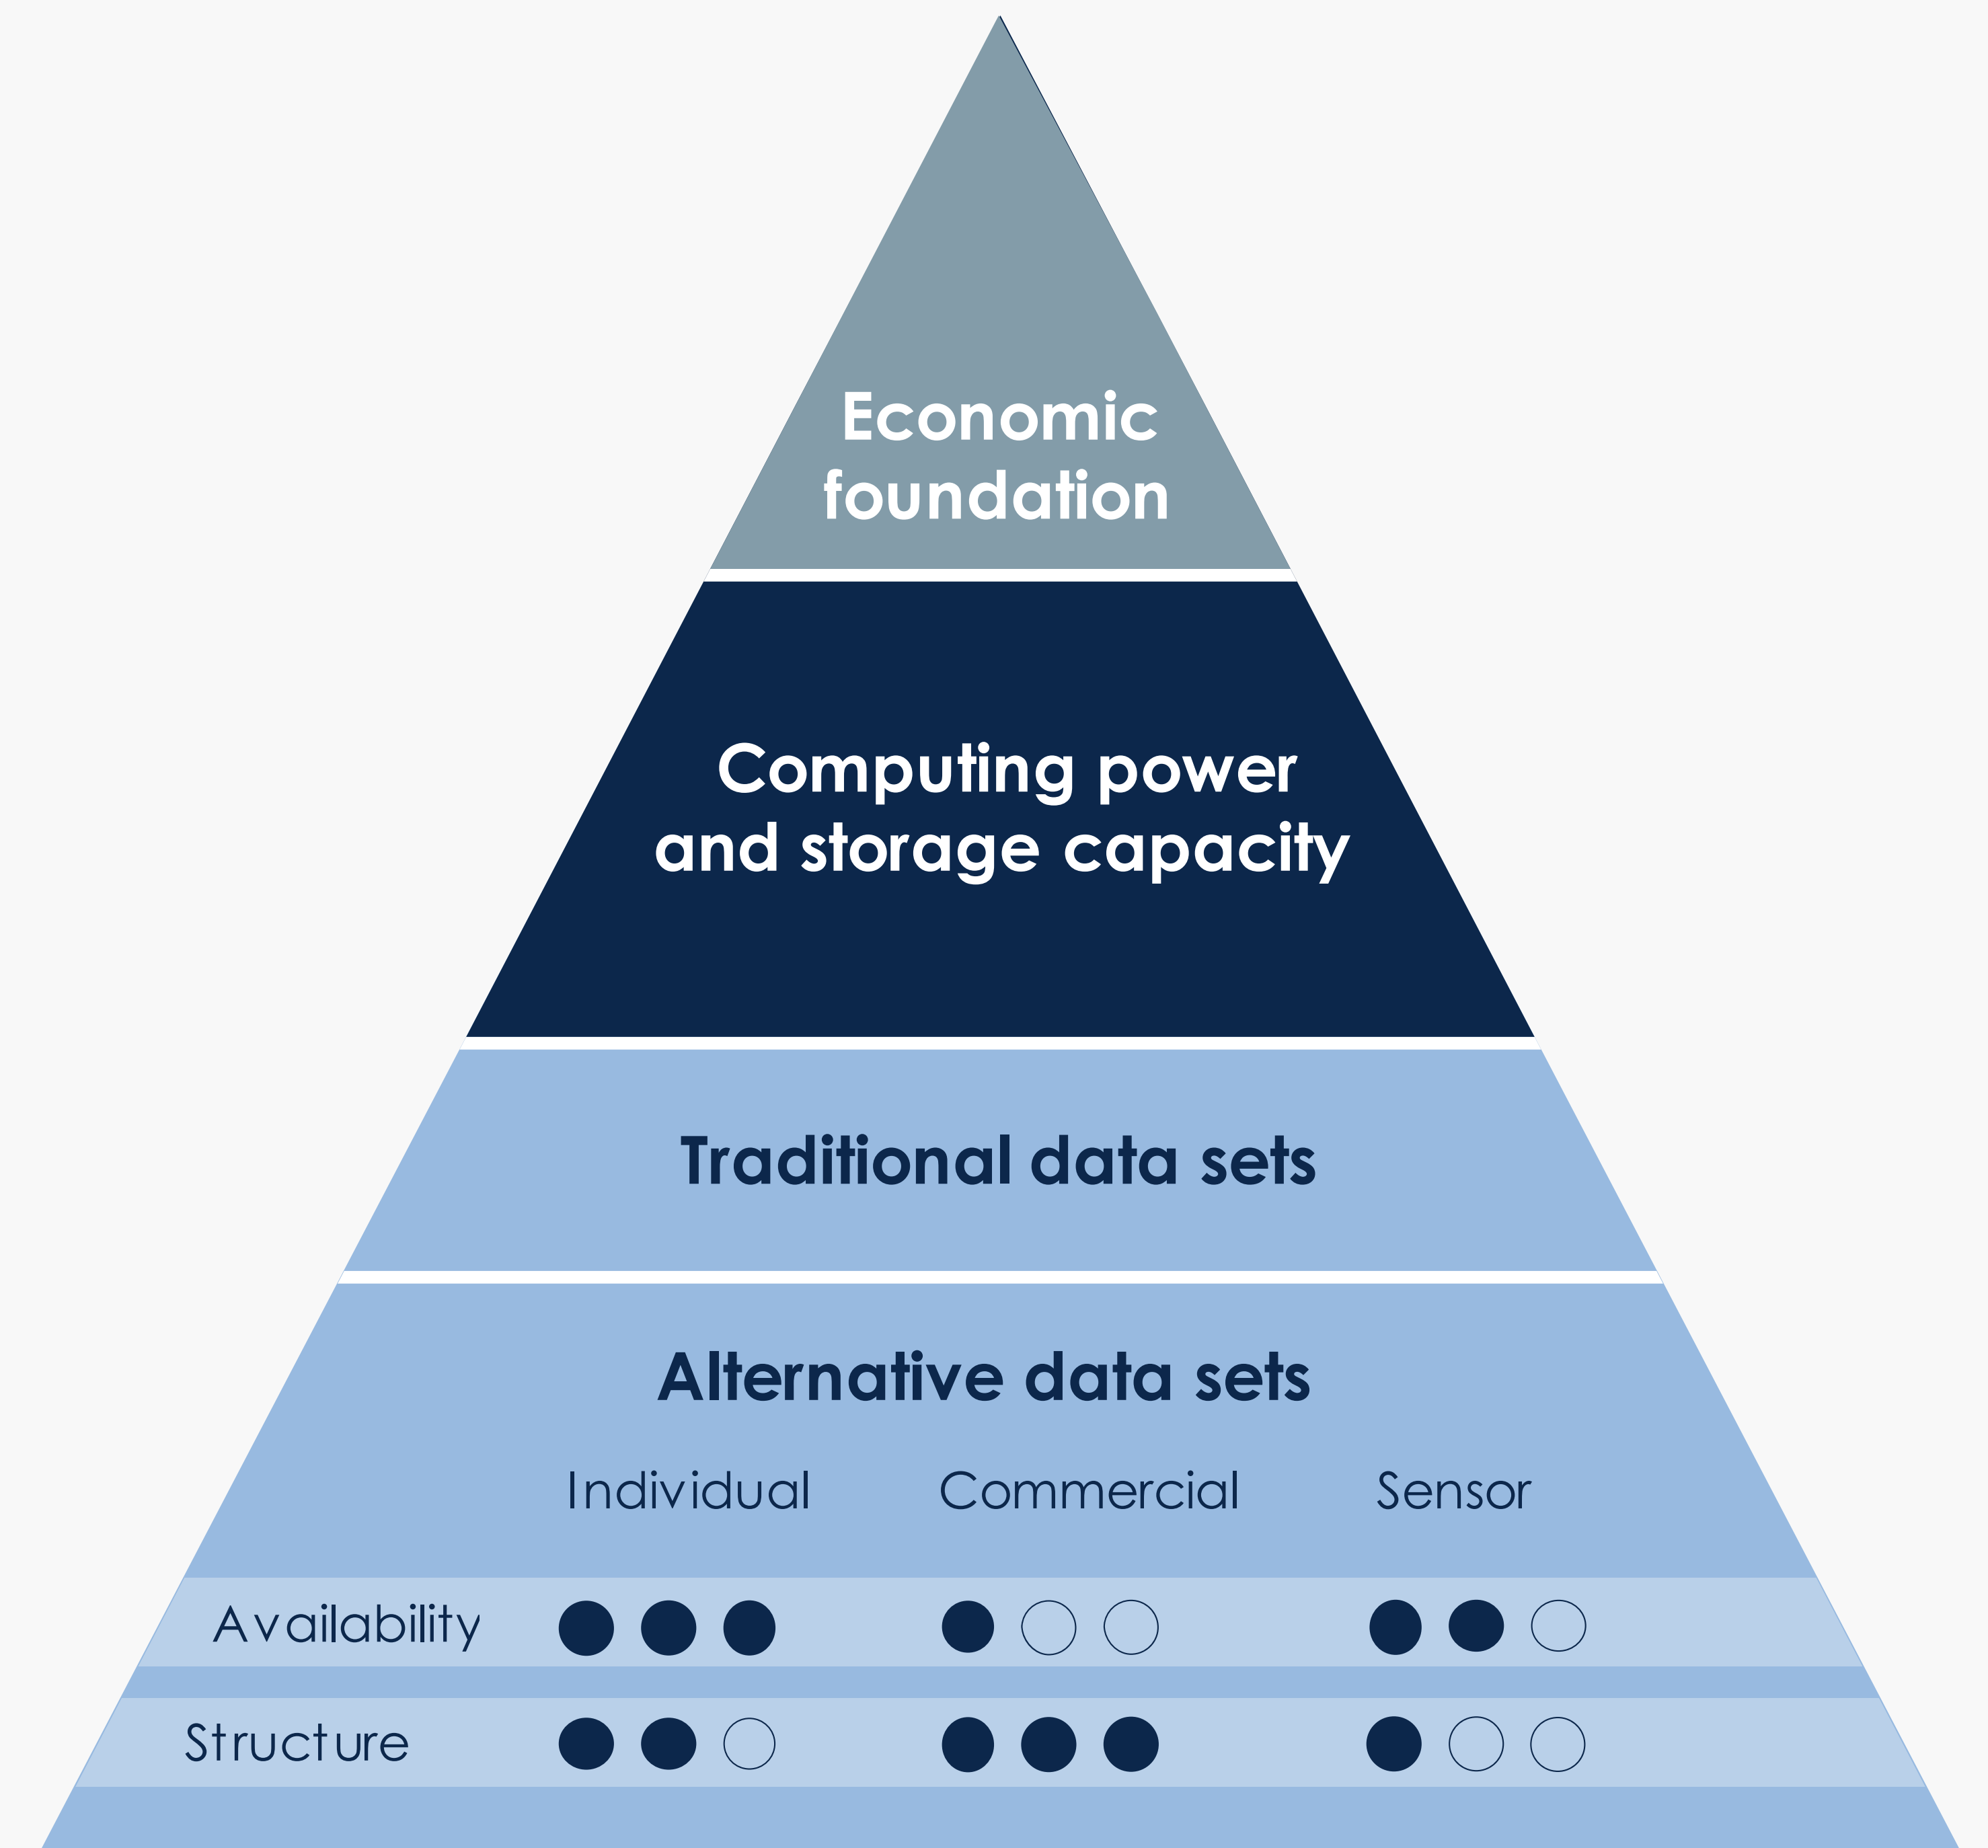 Economic
foundation
Computing power
and storage capacity
Traditional data sets
Alternative data sets
Individual Commercial Sensor
Availability
Structure